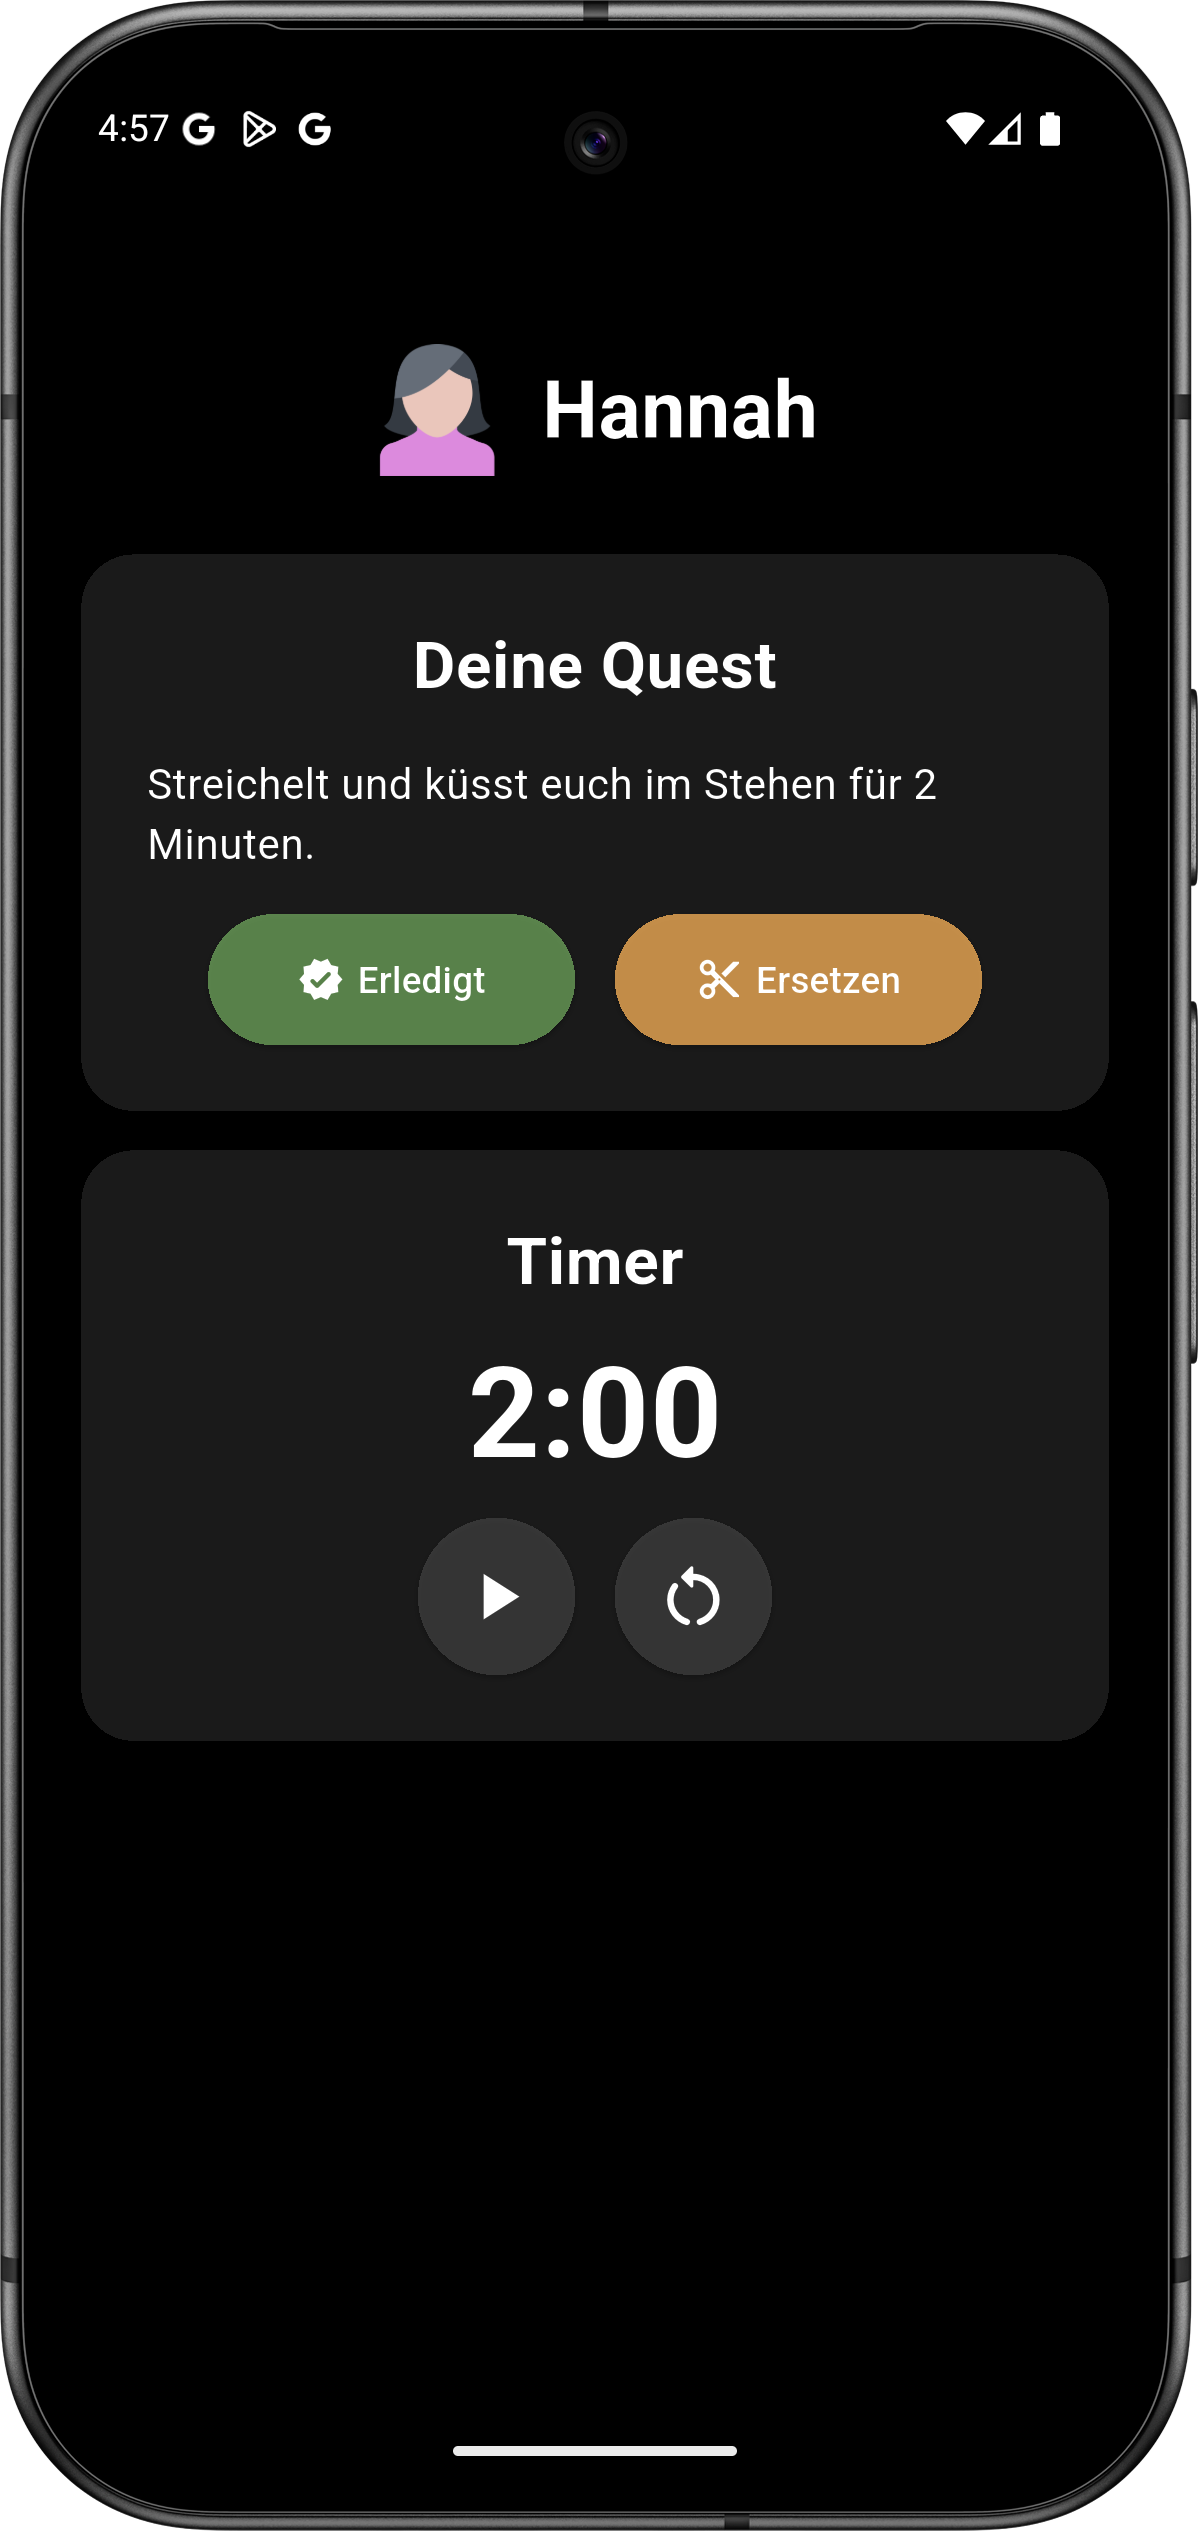 4:57
Hannah
Deine Quest
Streichelt und küsst euch im Stehen für 2
Minuten.
Erledigt
Ersetzen
Timer
2:00